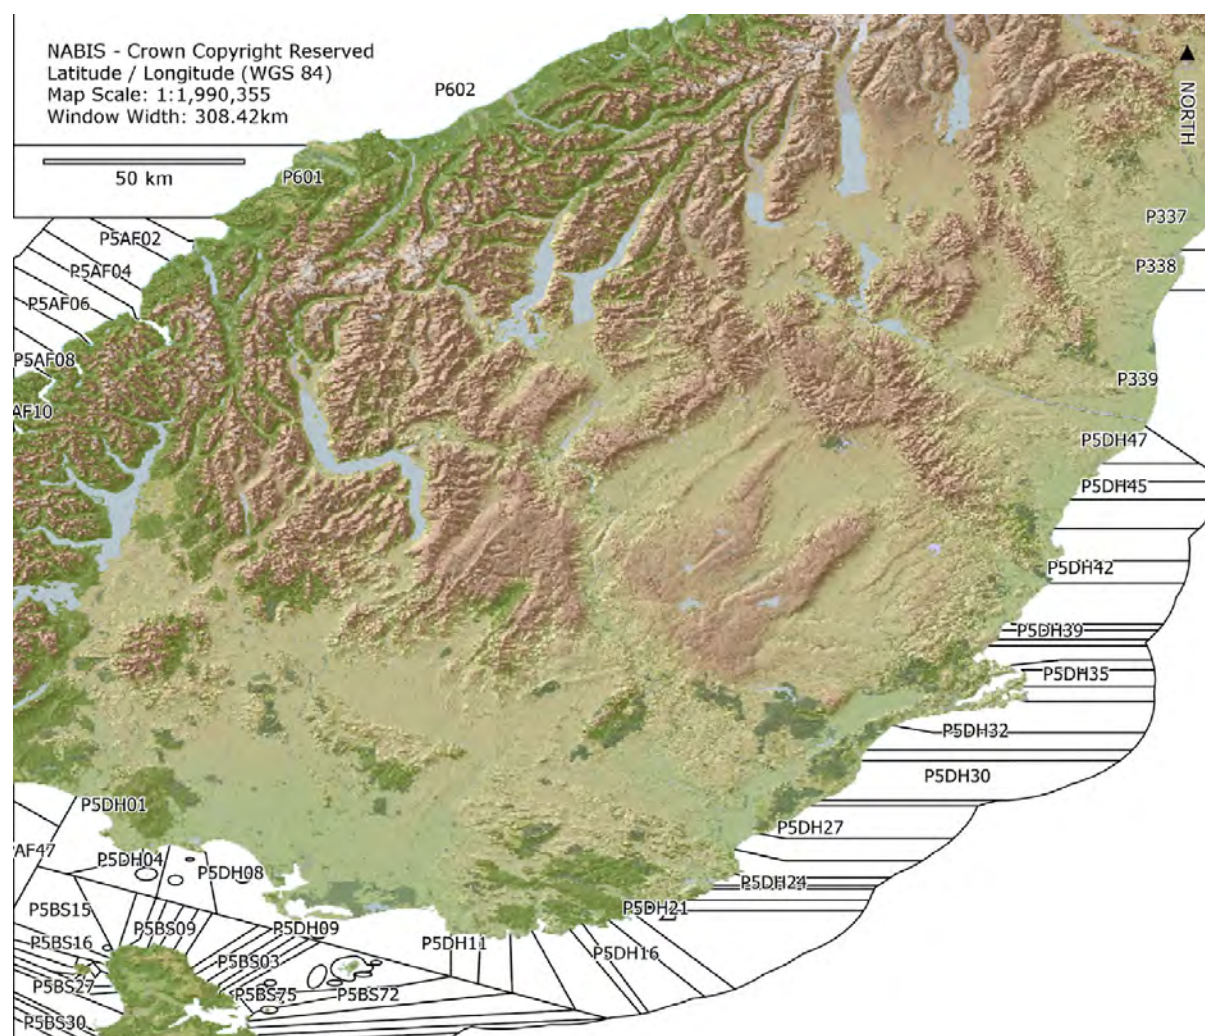 NABIS - Crown Copyright Reserved
Latitude / Longitude (WGS 84)
Map Scale: 1:1,990,355
Window Width: 308.42km
50 km
NORTH
P602
P601
P337
P5AF02
P338
P5AF04
P5AF06
P5AF08
P339
AF10
P5DH47
P5DH45
P5DH42
P5DH39
P5DH35
P5DH32
P5DH30
P5DH01
P5DH27
AF47
P5DH04
P5DH08
P5DH24
P5BS15
P5DH21
P5BS09
P5DH09
P5BS16
P5DH11
P5DH16
P5BS03
P5BS27
P5BS75
P5BS72
P5BS30